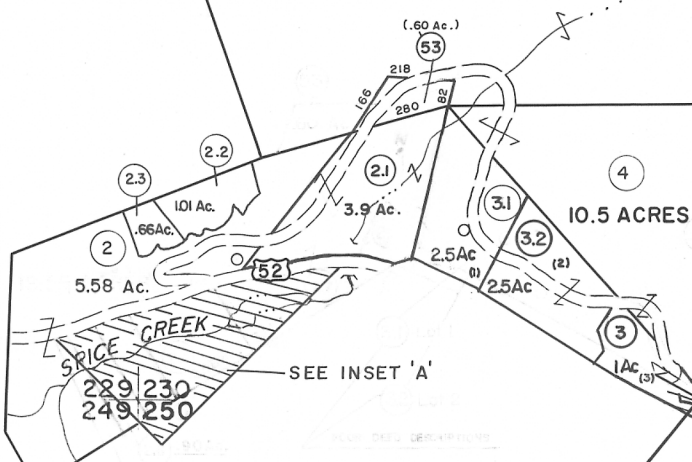 (.60 Ac.)
53
218
166
280
82
2.2
2.3
2.1
1.01 Ac.
.66Ac.
3.9 Ac.
4
10.5 ACRES
3.1
3.2
2
5.58 Ac.
52
2.5Ac
(1)
(2)
2.5Ac
SPICE CREEK
3
1Ac
(3)
SEE INSET 'A'
229 230
249 250